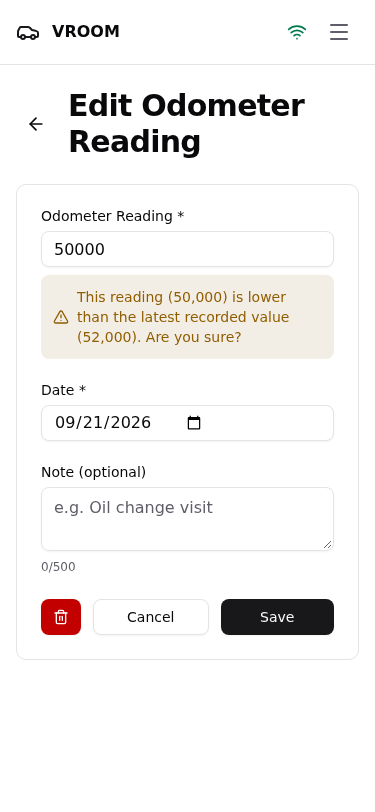 VROOM
Edit Odometer
Reading
Odometer Reading *
50000
This reading (50,000) is lower
than the latest recorded value
(52,000). Are you sure?
Date *
09/21/2026
Note (optional)
e.g. Oil change visit
0/500
Cancel
Save